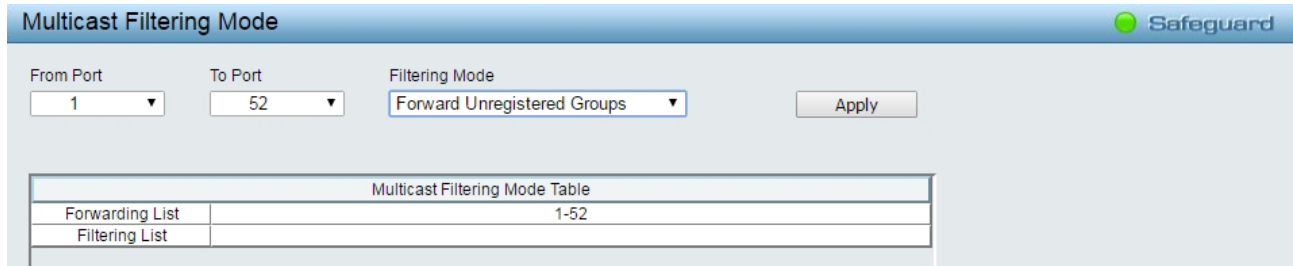 Multicast Filtering Mode
Safeguard
From Port To Port Filtering Mode
1 52 Forward Unregistered Groups Apply
Multicast Filtering Mode Table
Forwarding List 1-52
Filtering List